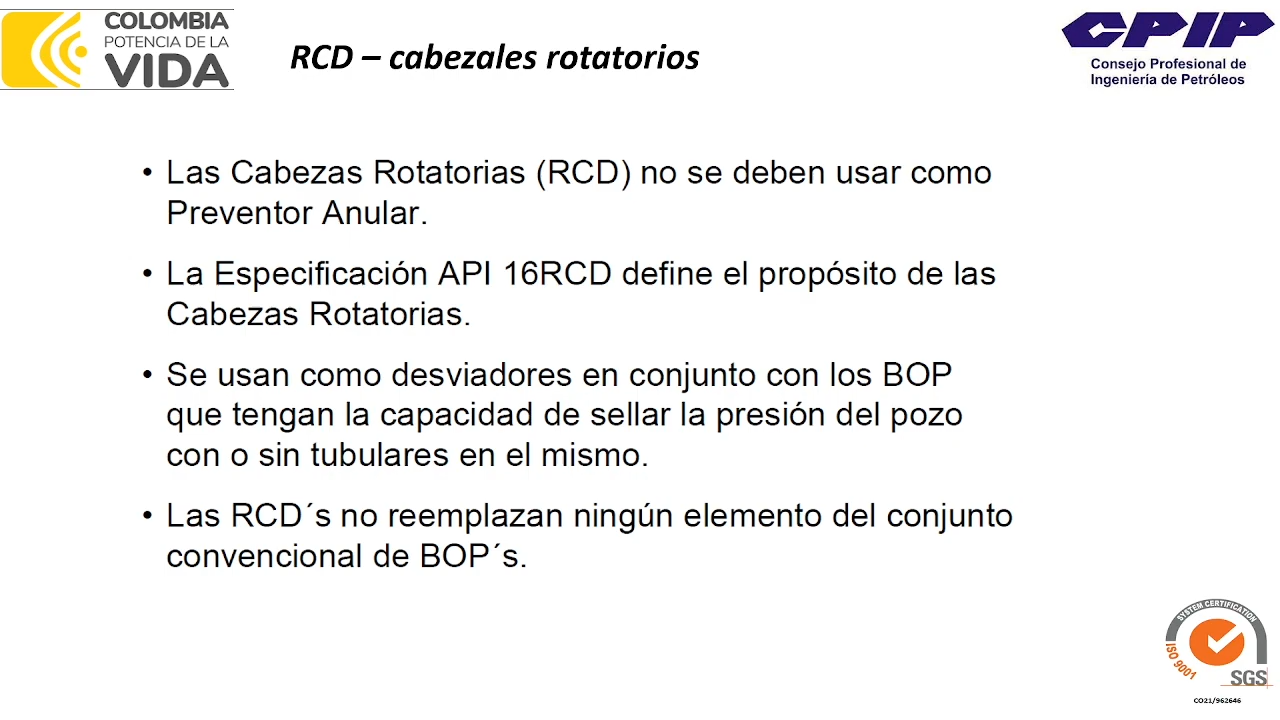 COLOMBIA
POTENCIA DE LA
VIDA
RCD – cabezales rotatorios
CPIP
Consejo Profesional de
Ingeniería de Petróleos
• Las Cabezas Rotatorias (RCD) no se deben usar como
Preventor Anular.
• La Especificación API 16RCD define el propósito de las
Cabezas Rotatorias.
• Se usan como desviadores en conjunto con los BOP
que tengan la capacidad de sellar la presión del pozo
con o sin tubulares en el mismo.
• Las RCD´s no reemplazan ningún elemento del conjunto
convencional de BOP´s.
SYSTEM CERTIFICATION
ISO 9001
SGS
CO21/962646